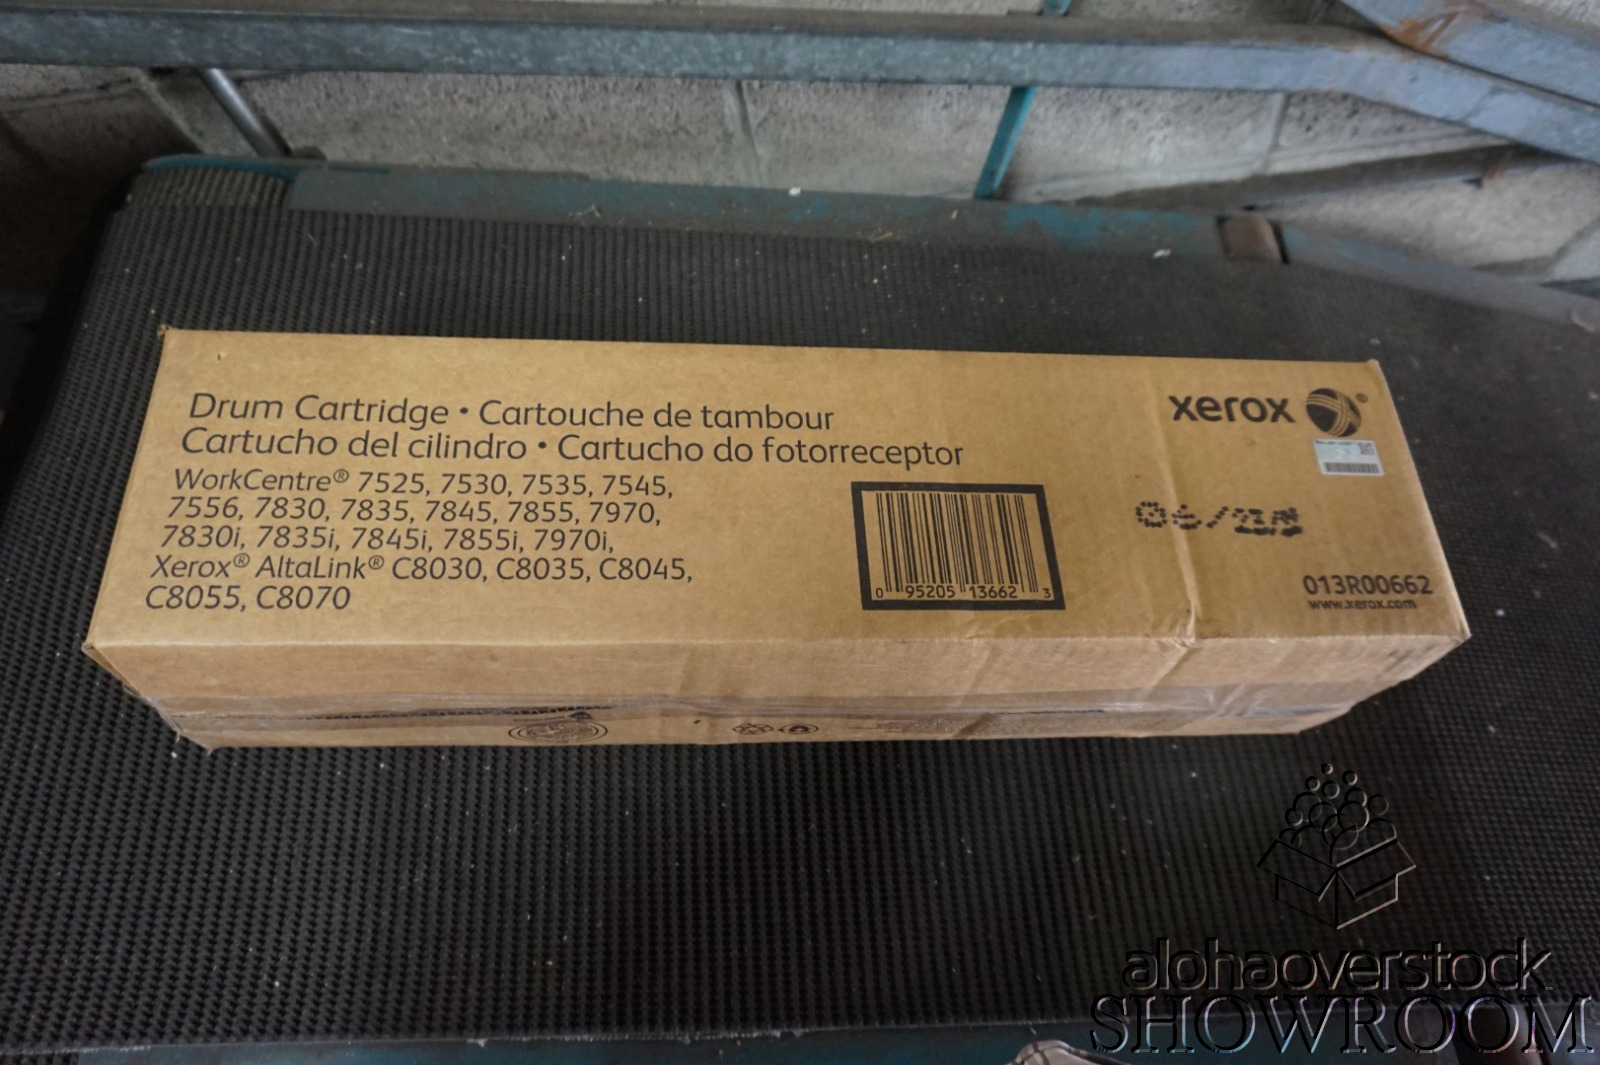 Drum Cartridge • Cartouche de tambour
Cartucho del cilindro • Cartucho do fotorreceptor
WorkCentre® 7525, 7530, 7535, 7545,
7556, 7830, 7835, 7845, 7855, 7970,
7830i, 7835i, 7845i, 7855i, 7970i,
Xerox® AltaLink® C8030, C8035, C8045,
C8055, C8070
xerox ®
0 95205 13662 3
013R00662
www.xerox.com
alohaoverstock
SHOWROOM